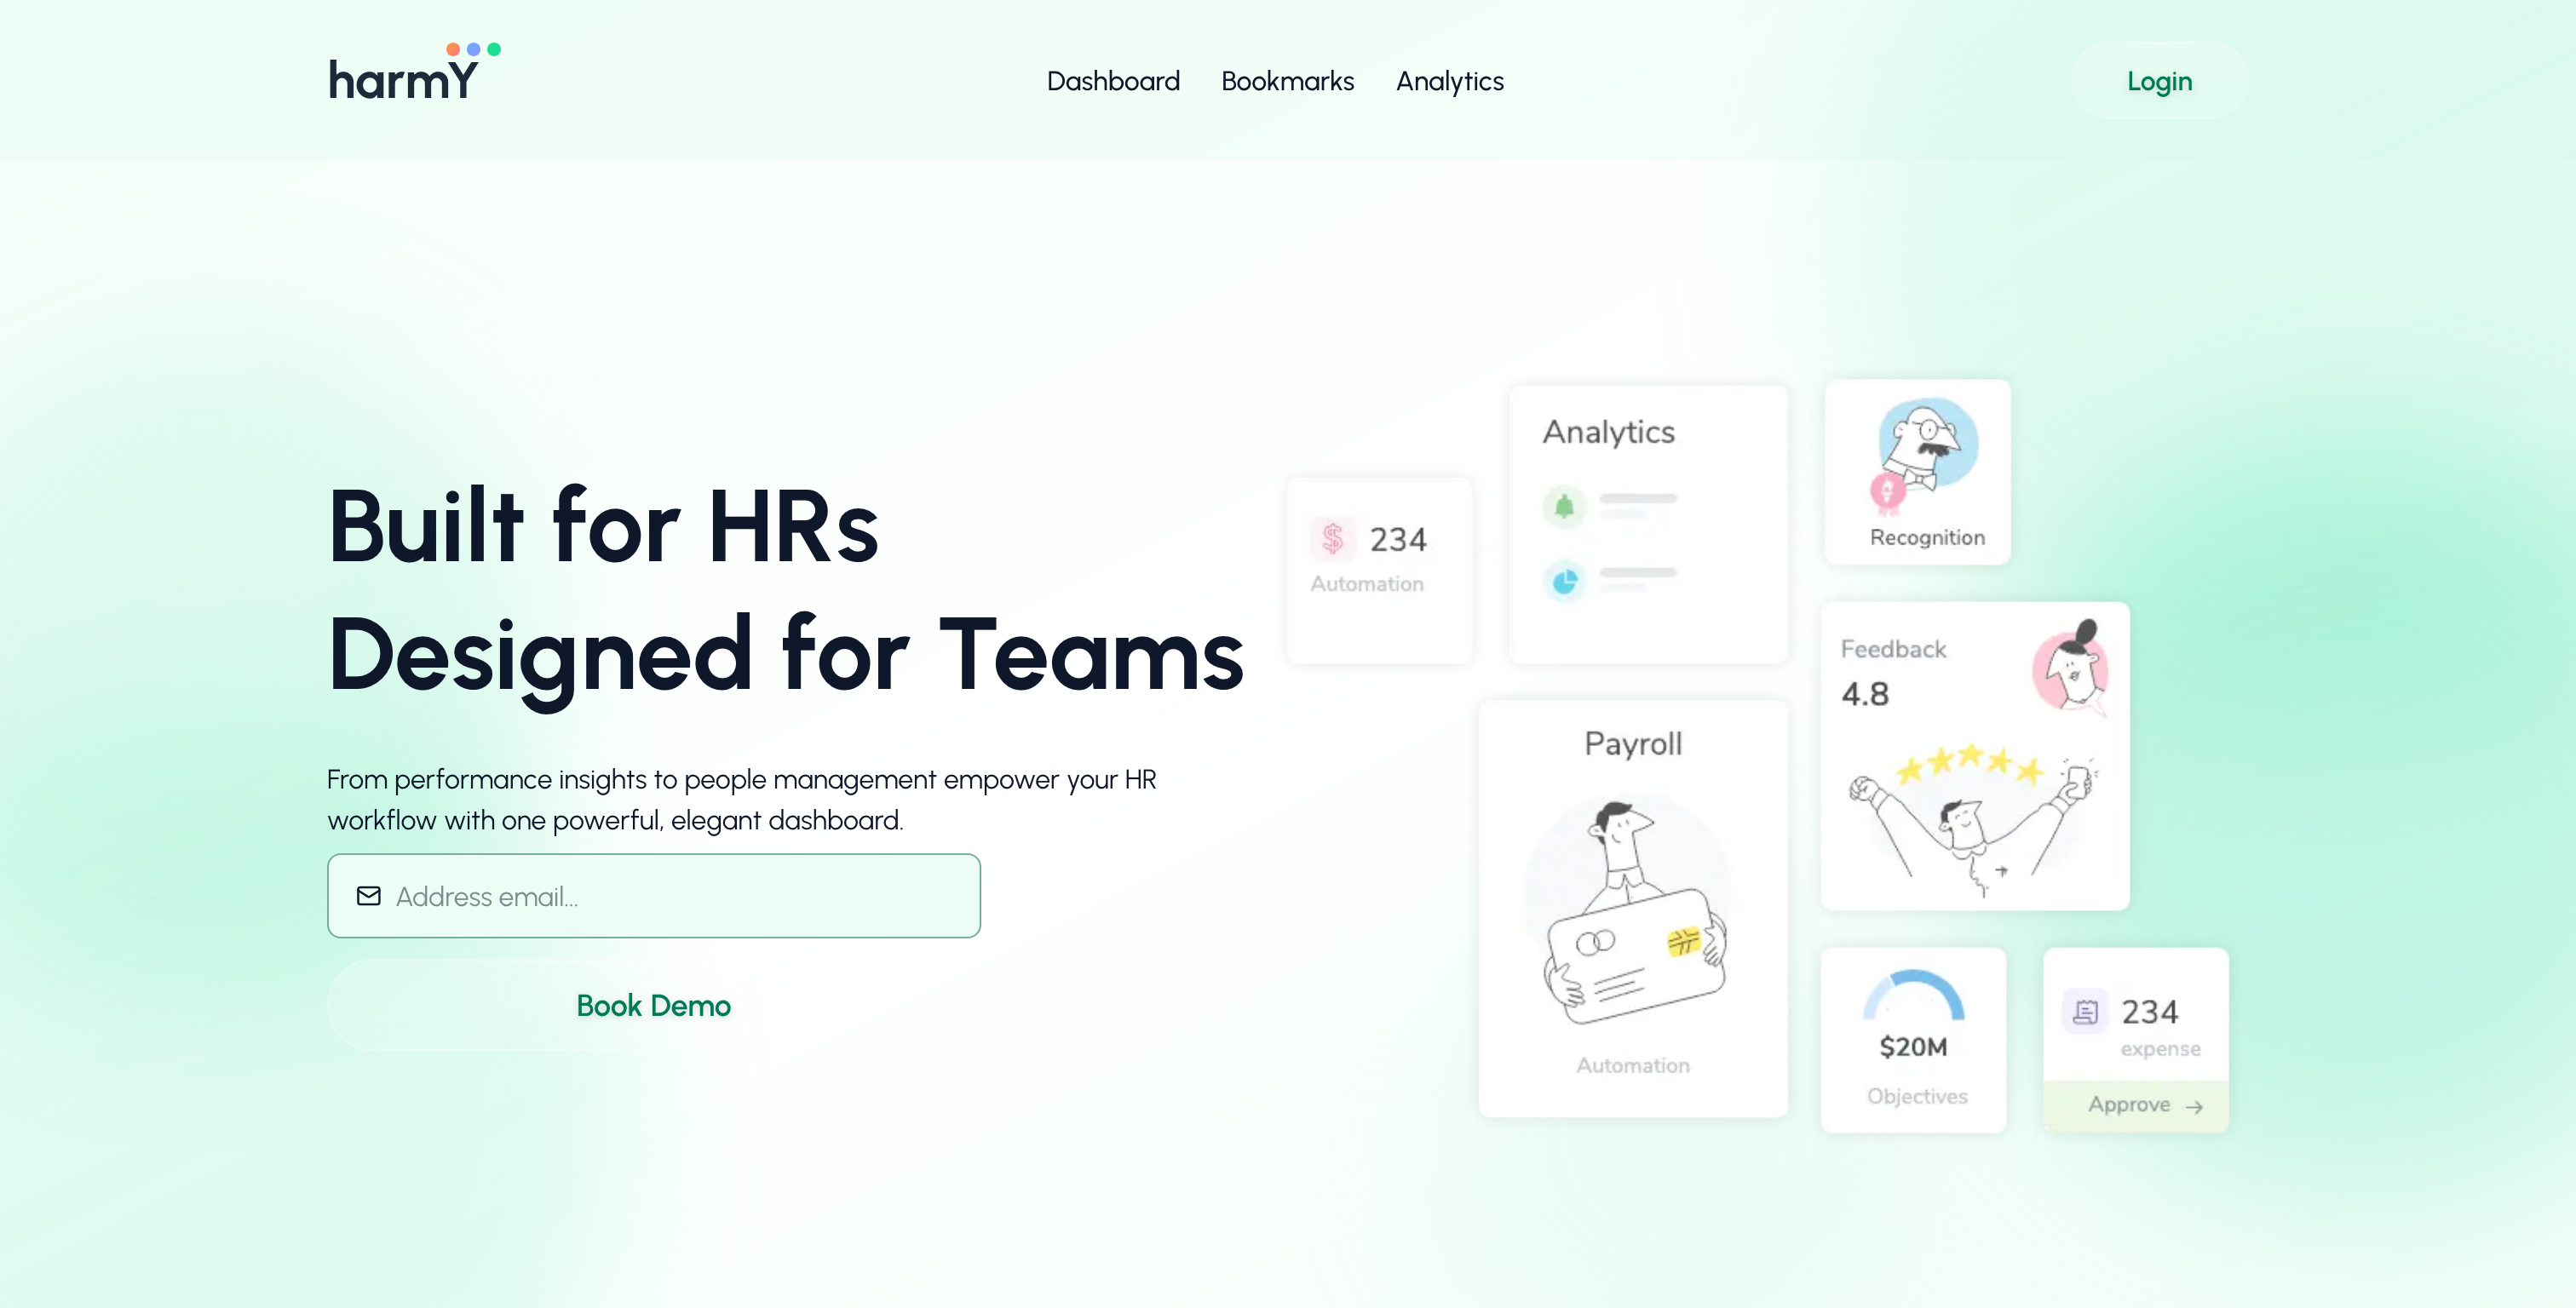 harmY
Dashboard Bookmarks Analytics
Login
Built for HRs
Designed for Teams
From performance insights to people management empower your HR
workflow with one powerful, elegant dashboard.
Address email...
Book Demo
$ 234
Automation
Analytics
Recognition
Feedback
4.8
Payroll
Automation
$20M
Objectives
234
expense
Approve →